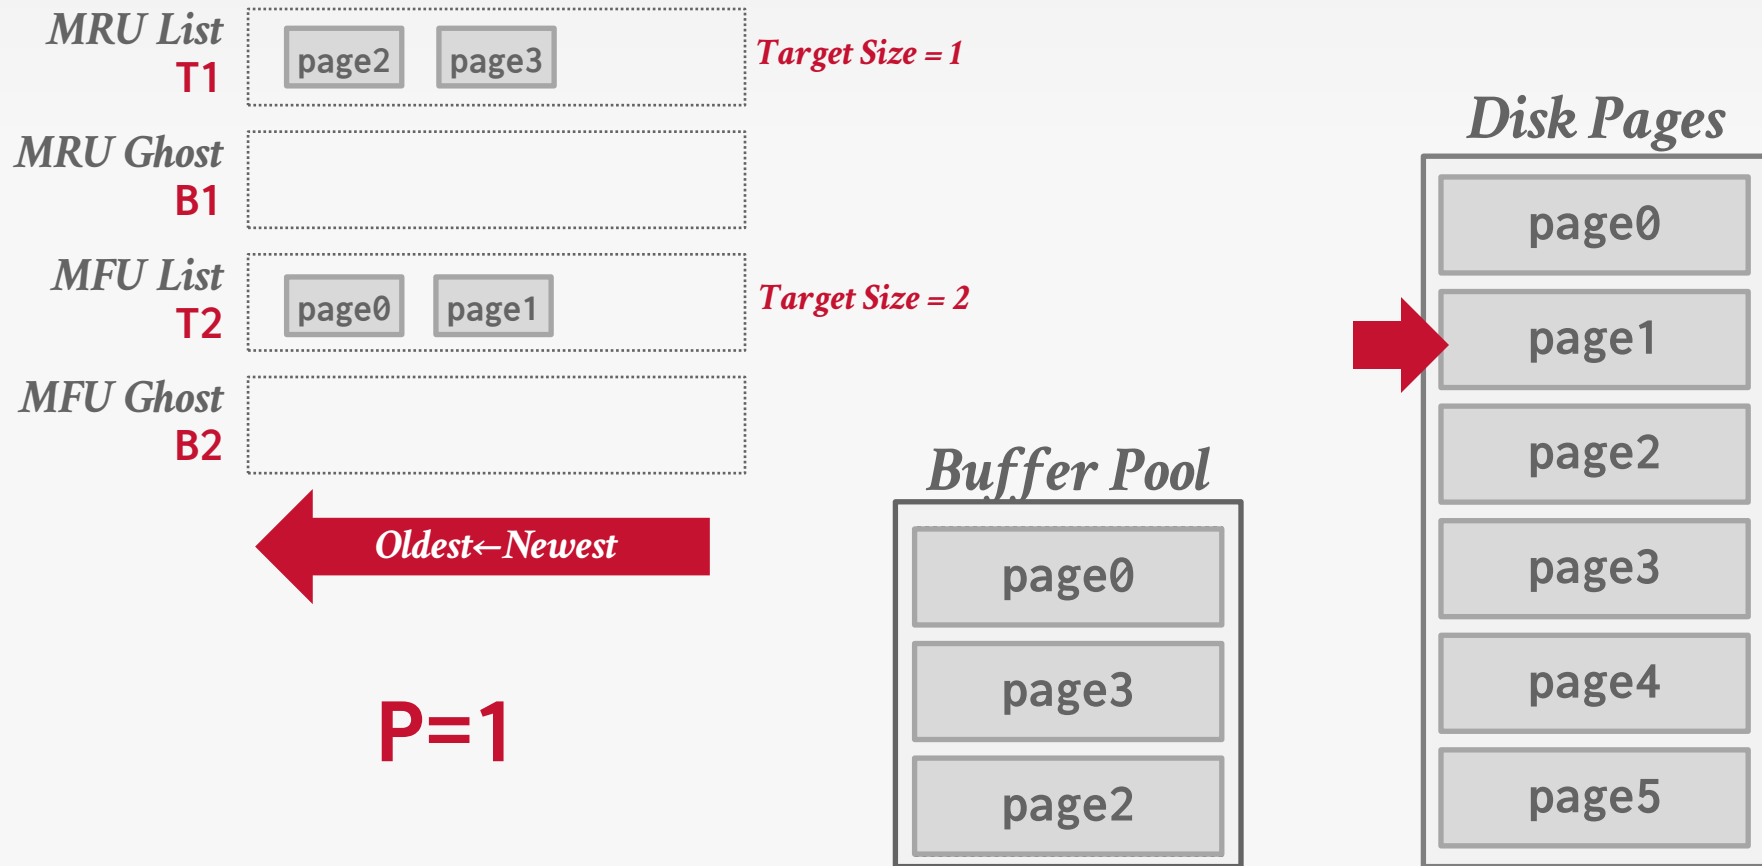 MRU List
T1
page2 page3
Target Size = 1
MRU Ghost
B1
MFU List
T2
page0 page1
Target Size = 2
MFU Ghost
B2
Oldest←Newest
P=1
Buffer Pool
page0
page3
page2
Disk Pages
page0
page1
page2
page3
page4
page5